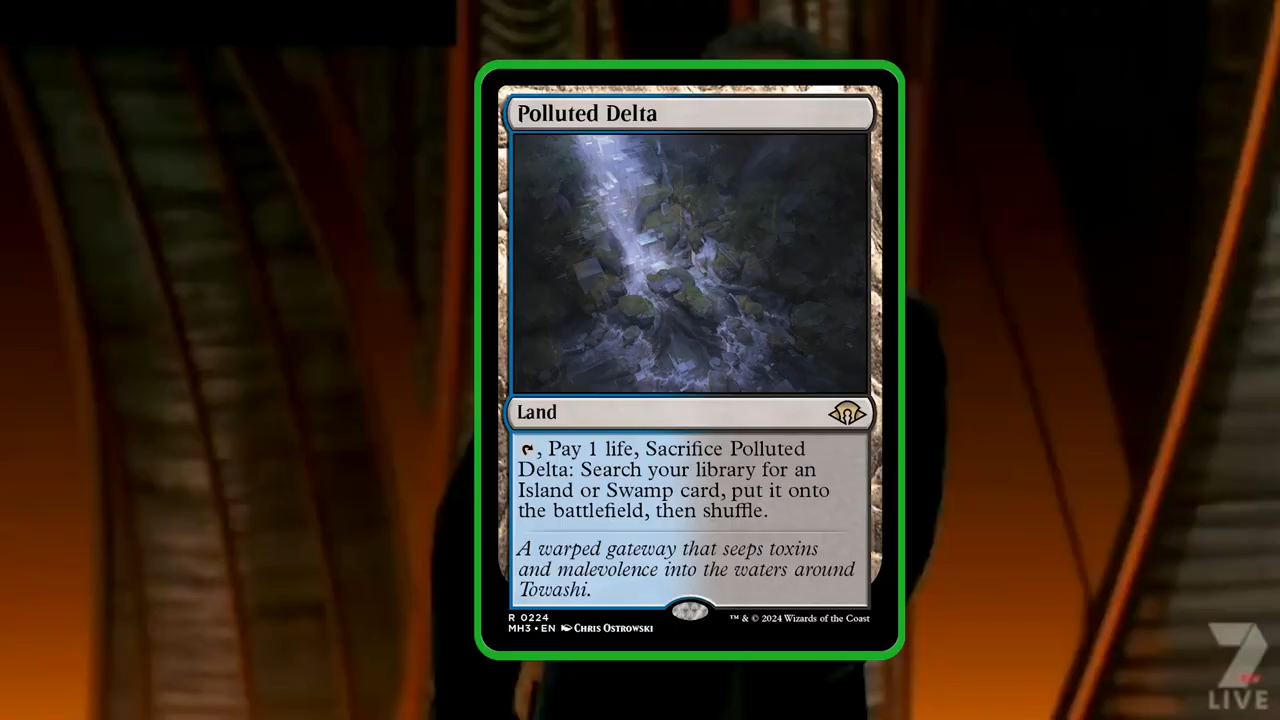 Polluted Delta
Land
, Pay 1 life, Sacrifice Polluted
Delta: Search your library for an
Island or Swamp card, put it onto
the battlefield, then shuffle.
A warped gateway that seeps toxins
and malevolence into the waters around
Towashi.
R 0224
MH3 • EN Chris Ostrowski
™ & © 2024 Wizards of the Coast
7
LIVE